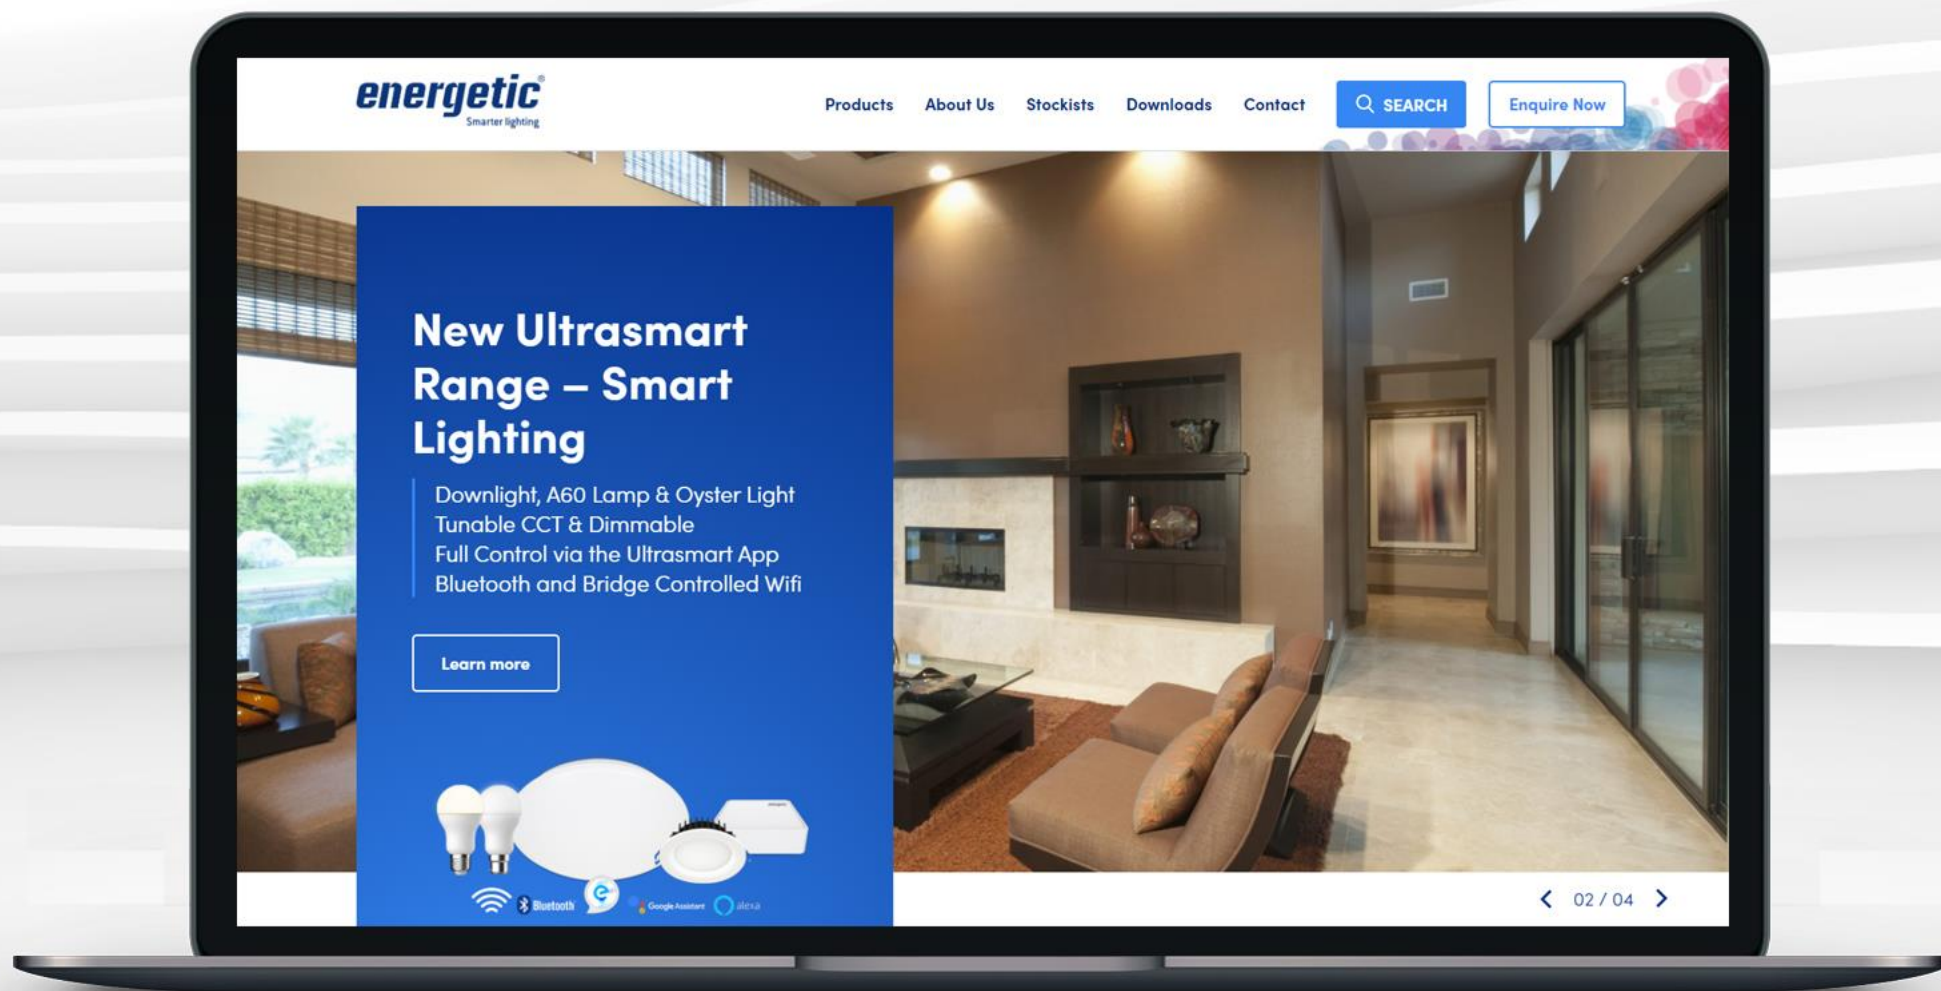 energetic®
Smarter lighting
Products About Us Stockists Downloads Contact SEARCH Enquire Now
New Ultrasmart
Range – Smart
Lighting
Downlight, A60 Lamp & Oyster Light
Tunable CCT & Dimmable
Full Control via the Ultrasmart App
Bluetooth and Bridge Controlled Wifi
Learn more
Bluetooth Google Assistant alexa
02 / 04